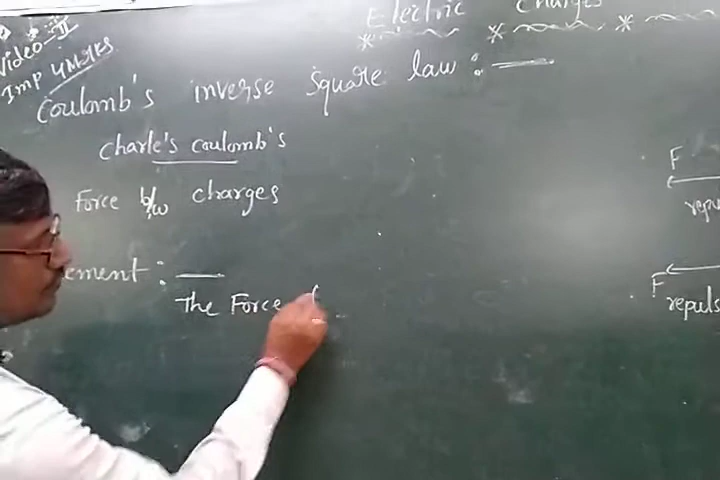 Electric Charges
Video-II
Imp 4 Marks
Coulomb's inverse Square law :-
Charle's Coulomb's
Force b/w charges
ement :-
The Force
F
repu
F
repuls